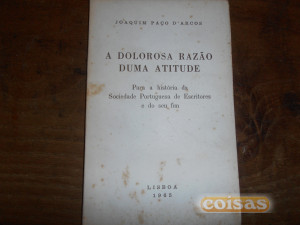 JOAQUIM PAÇO D'ARCOS
A DOLOROSA RAZÃO
DUMA ATITUDE
Para a história da
Sociedade Portuguesa de Escritores
e do seu fim
LISBOA
1965
coisas